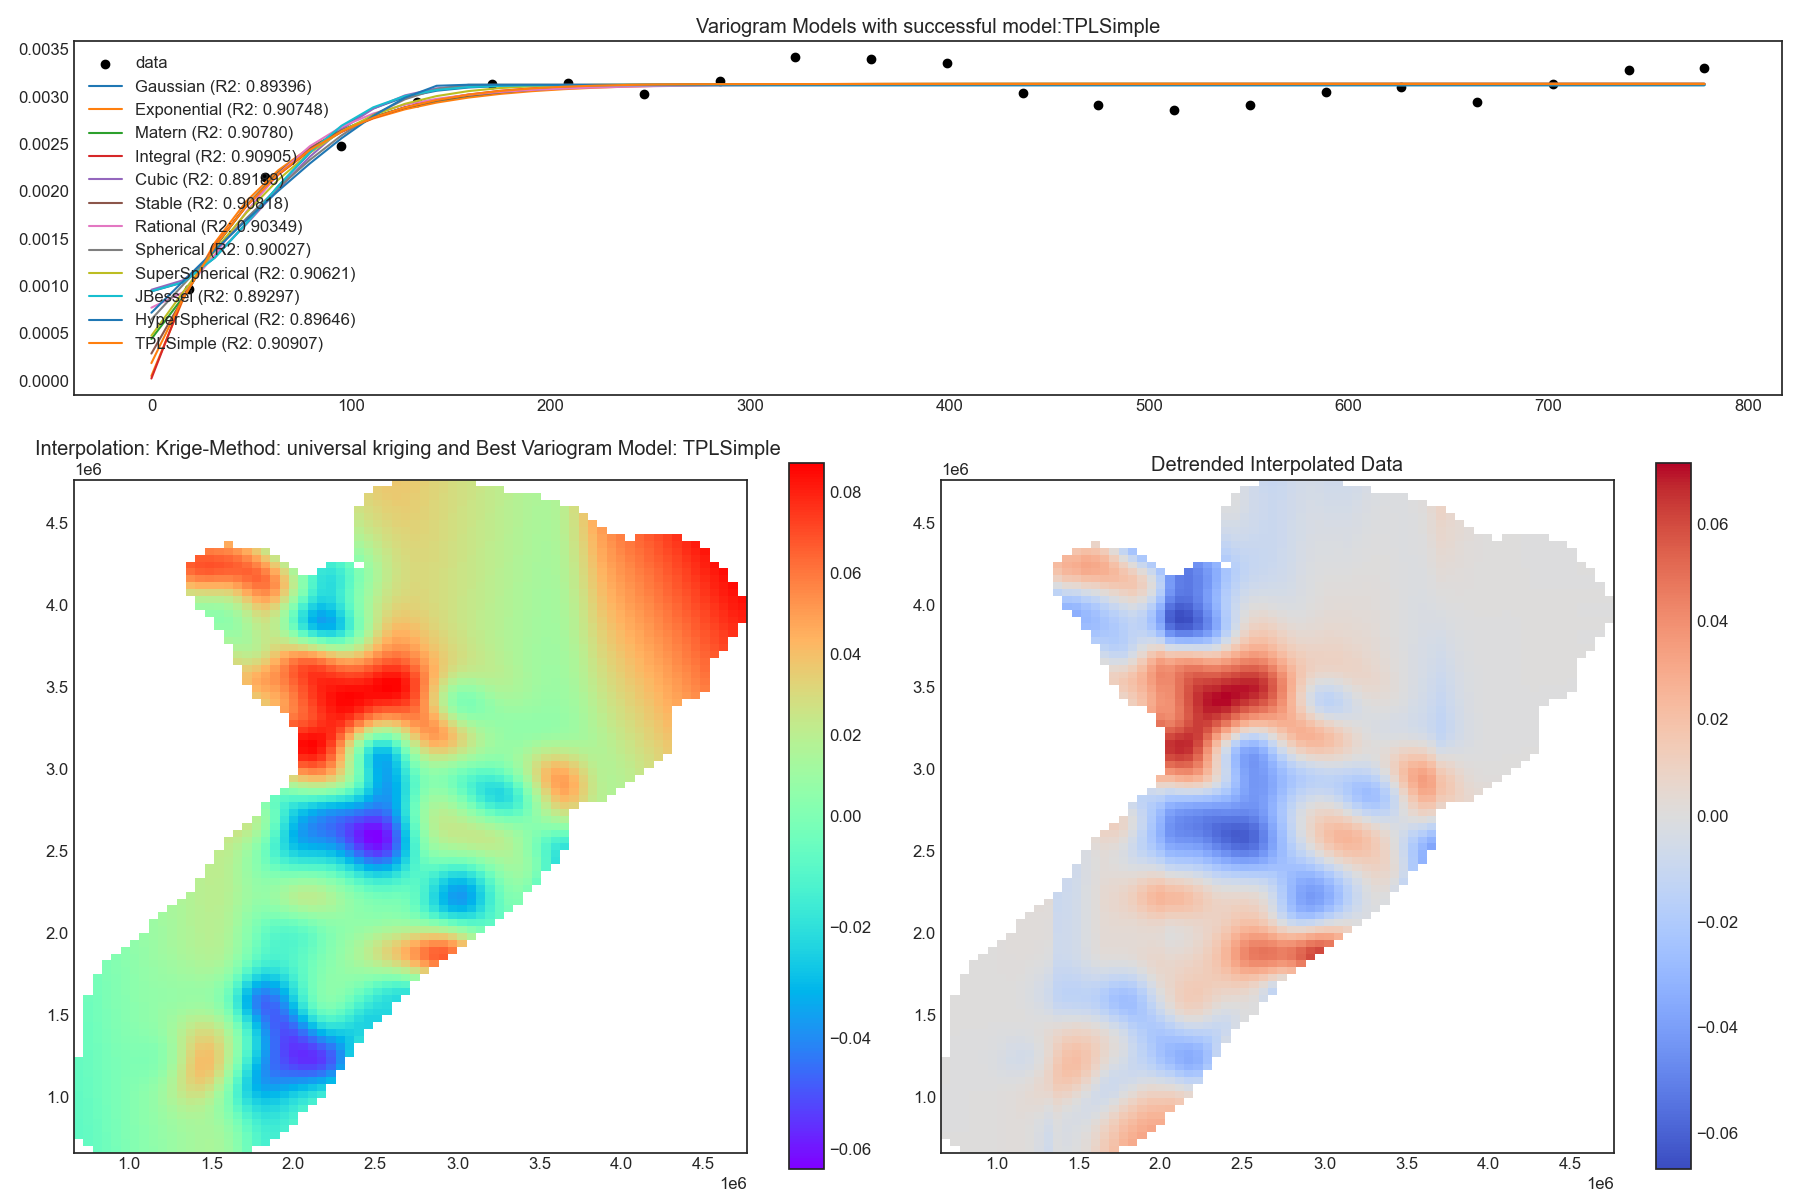 Variogram Models with successful model:TPLSimple
0.0035
0.0030
0.0025
0.0020
0.0015
0.0010
0.0005
0.0000
data
Gaussian (R2: 0.89396)
Exponential (R2: 0.90748)
Matern (R2: 0.90780)
Integral (R2: 0.90905)
Cubic (R2: 0.89199)
Stable (R2: 0.90818)
Rational (R2: 0.90349)
Spherical (R2: 0.90027)
SuperSpherical (R2: 0.90621)
JBessel (R2: 0.89297)
HyperSpherical (R2: 0.89646)
TPLSimple (R2: 0.90907)
0 100 200 300 400 500 600 700 800
Interpolation: Krige-Method: universal kriging and Best Variogram Model: TPLSimple
1e6
4.5
4.0
3.5
3.0
2.5
2.0
1.5
1.0
1.0 1.5 2.0 2.5 3.0 3.5 4.0 4.5
1e6
0.08
0.06
0.04
0.02
0.00
−0.02
−0.04
−0.06
Detrended Interpolated Data
1e6
4.5
4.0
3.5
3.0
2.5
2.0
1.5
1.0
1.0 1.5 2.0 2.5 3.0 3.5 4.0 4.5
1e6
0.06
0.04
0.02
0.00
−0.02
−0.04
−0.06